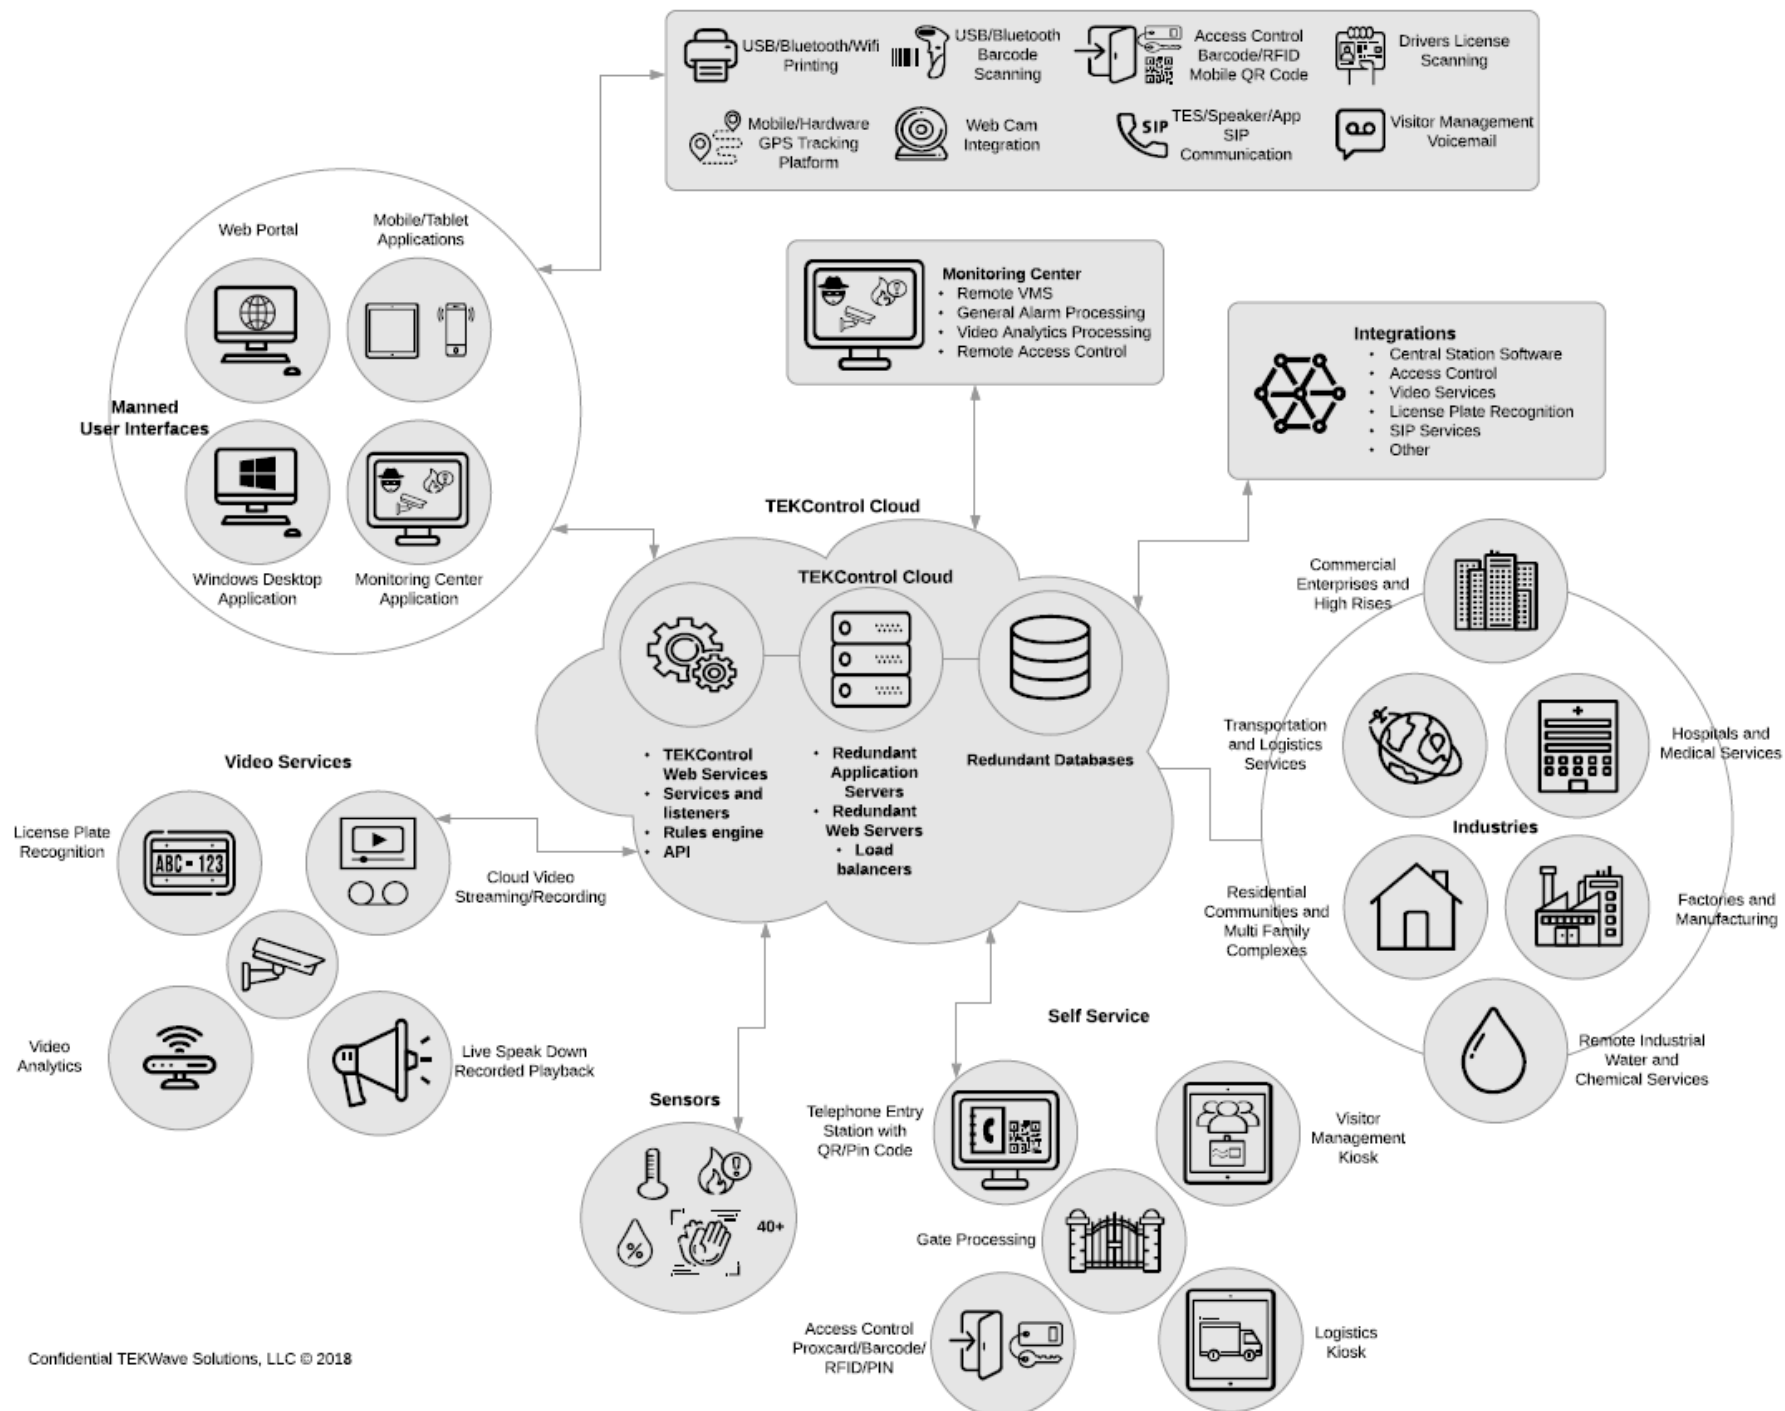 USB/Bluetooth/Wifi
Printing
USB/Bluetooth
Barcode
Scanning
Access Control
Barcode/RFID
Mobile QR Code
Drivers License
Scanning
Mobile/Hardware
GPS Tracking
Platform
Web Cam
Integration
SIP
TES/Speaker/App
SIP
Communication
Visitor Management
Voicemail
Web Portal
Mobile/Tablet
Applications
Manned
User Interfaces
Windows Desktop
Application
Monitoring Center
Application
Monitoring Center
• Remote VMS
• General Alarm Processing
• Video Analytics Processing
• Remote Access Control
Integrations
• Central Station Software
• Access Control
• Video Services
• License Plate Recognition
• SIP Services
• Other
TEKControl Cloud
TEKControl Cloud
• TEKControl
Web Services
• Services and
listeners
• Rules engine
• API
• Redundant
Application
Servers
• Redundant
Web Servers
• Load
balancers
Redundant Databases
Commercial
Enterprises and
High Rises
Transportation
and Logistics
Services
Hospitals and
Medical Services
Industries
Residential
Communities and
Multi Family
Complexes
Factories and
Manufacturing
Remote Industrial
Water and
Chemical Services
Video Services
License Plate
Recognition
ABC - 123
Cloud Video
Streaming/Recording
Video
Analytics
Live Speak Down
Recorded Playback
Sensors
%
40+
Self Service
Telephone Entry
Station with
QR/Pin Code
Visitor
Management
Kiosk
Gate Processing
Access Control
Proxcard/Barcode/
RFID/PIN
Logistics
Kiosk
Confidential TEKWave Solutions, LLC © 2018